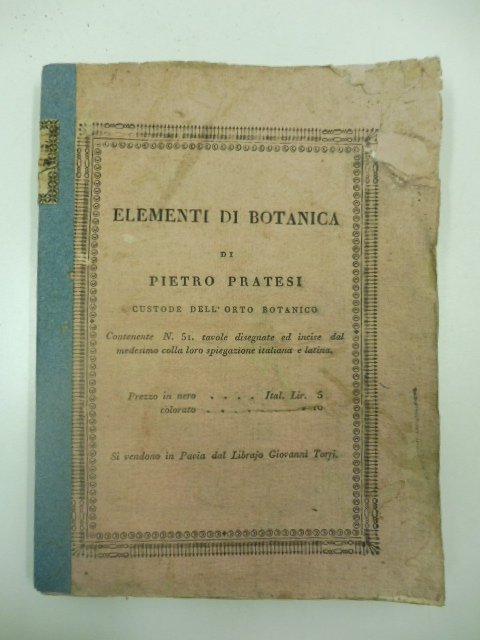 ELEMENTI DI BOTANICA
DI
PIETRO PRATESI
CUSTODE DELL'ORTO BOTANICO
Contenente N. 51. tavole disegnate ed incise dal
medesimo colla loro spiegazione italiana e latina.
Prezzo in nero . . . . Ital. Lir. 5
colorato . . . . . . . . . 10
Si vendono in Pavia dal Librajo Giovanni Torri.